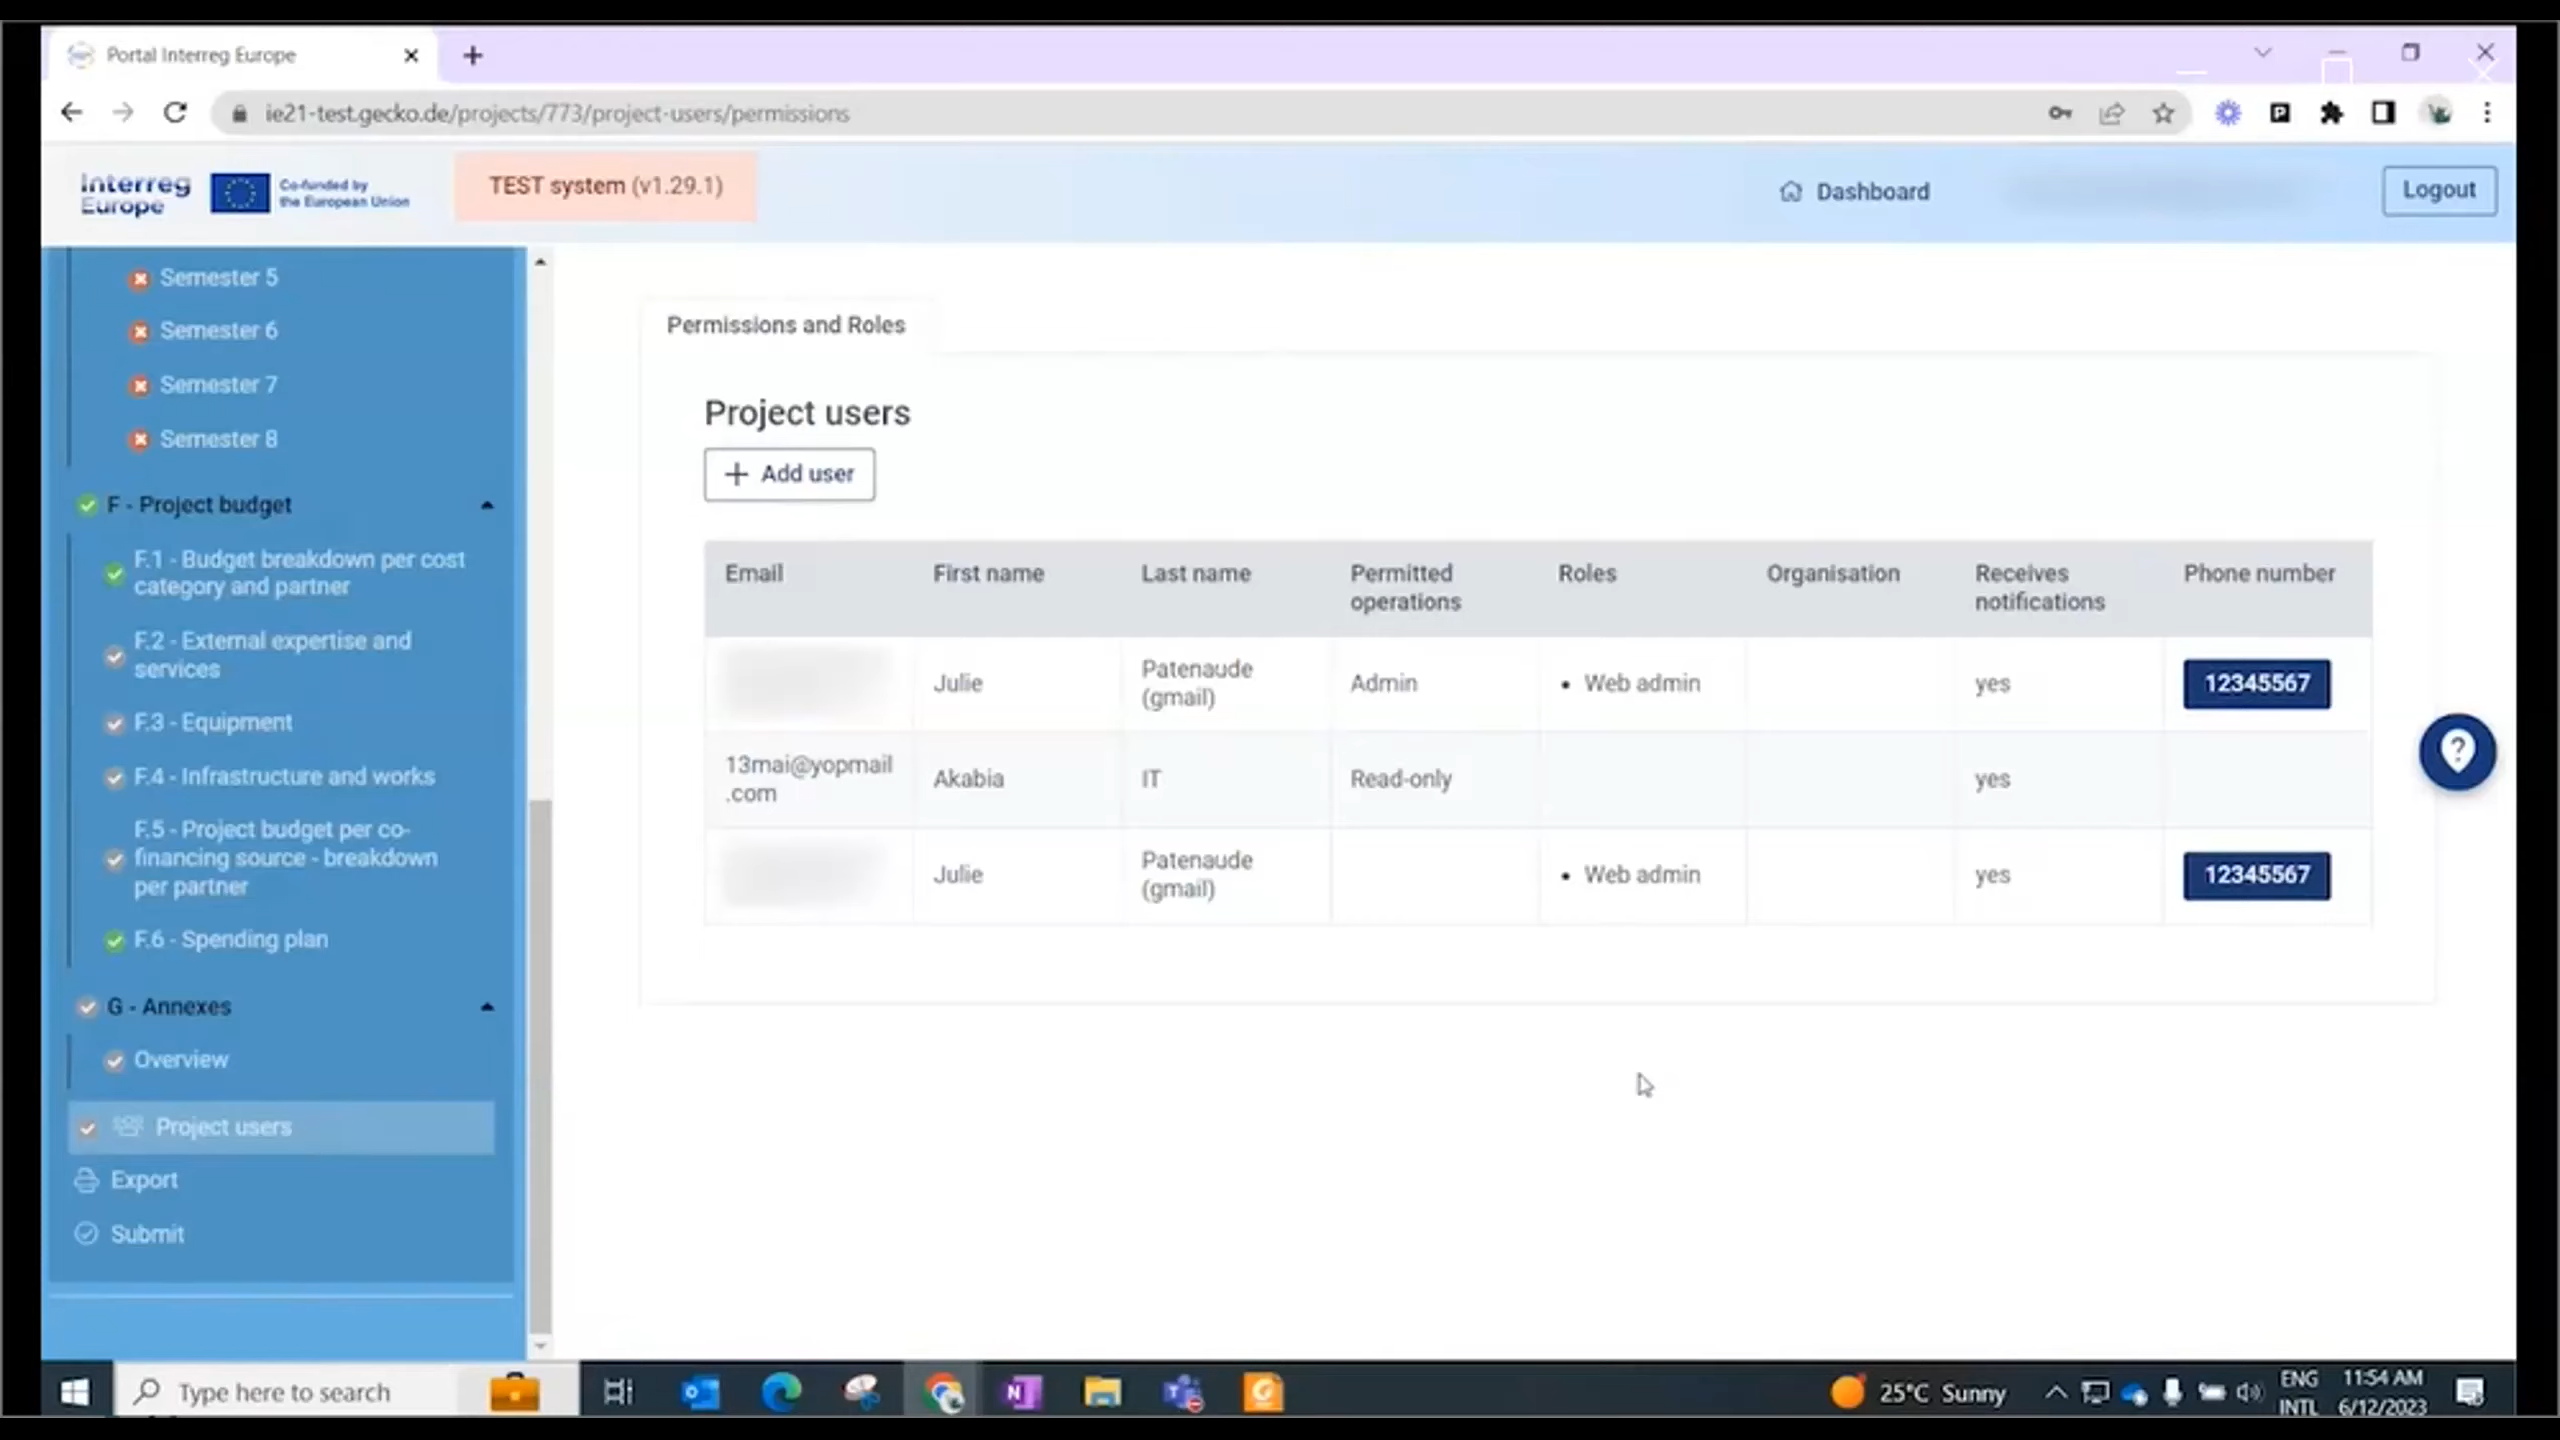 Portal Interreg Europe
ie21-test.gecko.de/projects/773/project-users/permissions
Interreg
Europe
Co-funded by
the European Union
TEST system (v1.29.1)
Dashboard
Logout
Semester 5
Semester 6
Semester 7
Semester 8
F - Project budget
F.1 - Budget breakdown per cost
category and partner
F.2 - External expertise and
services
F.3 - Equipment
F.4 - Infrastructure and works
F.5 - Project budget per co-
financing source - breakdown
per partner
F.6 - Spending plan
G - Annexes
Overview
Project users
Export
Submit
Permissions and Roles
Project users
+ Add user
Email First name Last name Permitted Roles Organisation Receives Phone number
operations notifications
Julie Patenaude Admin • Web admin yes 12345567
(gmail)
13mai@yopmail Akabia IT Read-only yes
.com
Julie Patenaude • Web admin yes 12345567
(gmail)
Type here to search
25°C Sunny
ENG
INTL
11:54 AM
6/12/2023